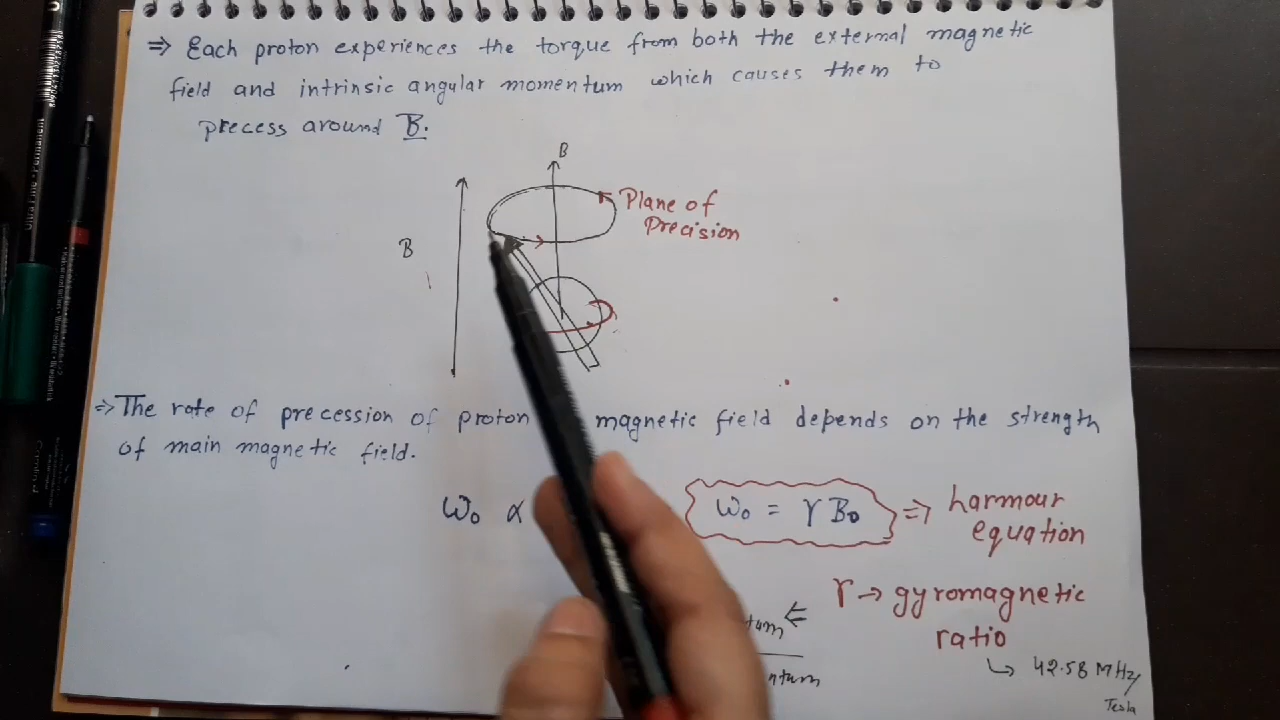 ⇒ Each proton experiences the torque from both the external magnetic
field and intrinsic angular momentum which causes them to
precess around B.
B
Plane of
Precision
B
⇒ The rate of precession of proton magnetic field depends on the strength
of main magnetic field.
ω₀ ∝
ω₀ = γ B₀ ⇒ harmour
equation
γ → gyromagnetic
ratio
↳ 42.58 MHz/
Tesla